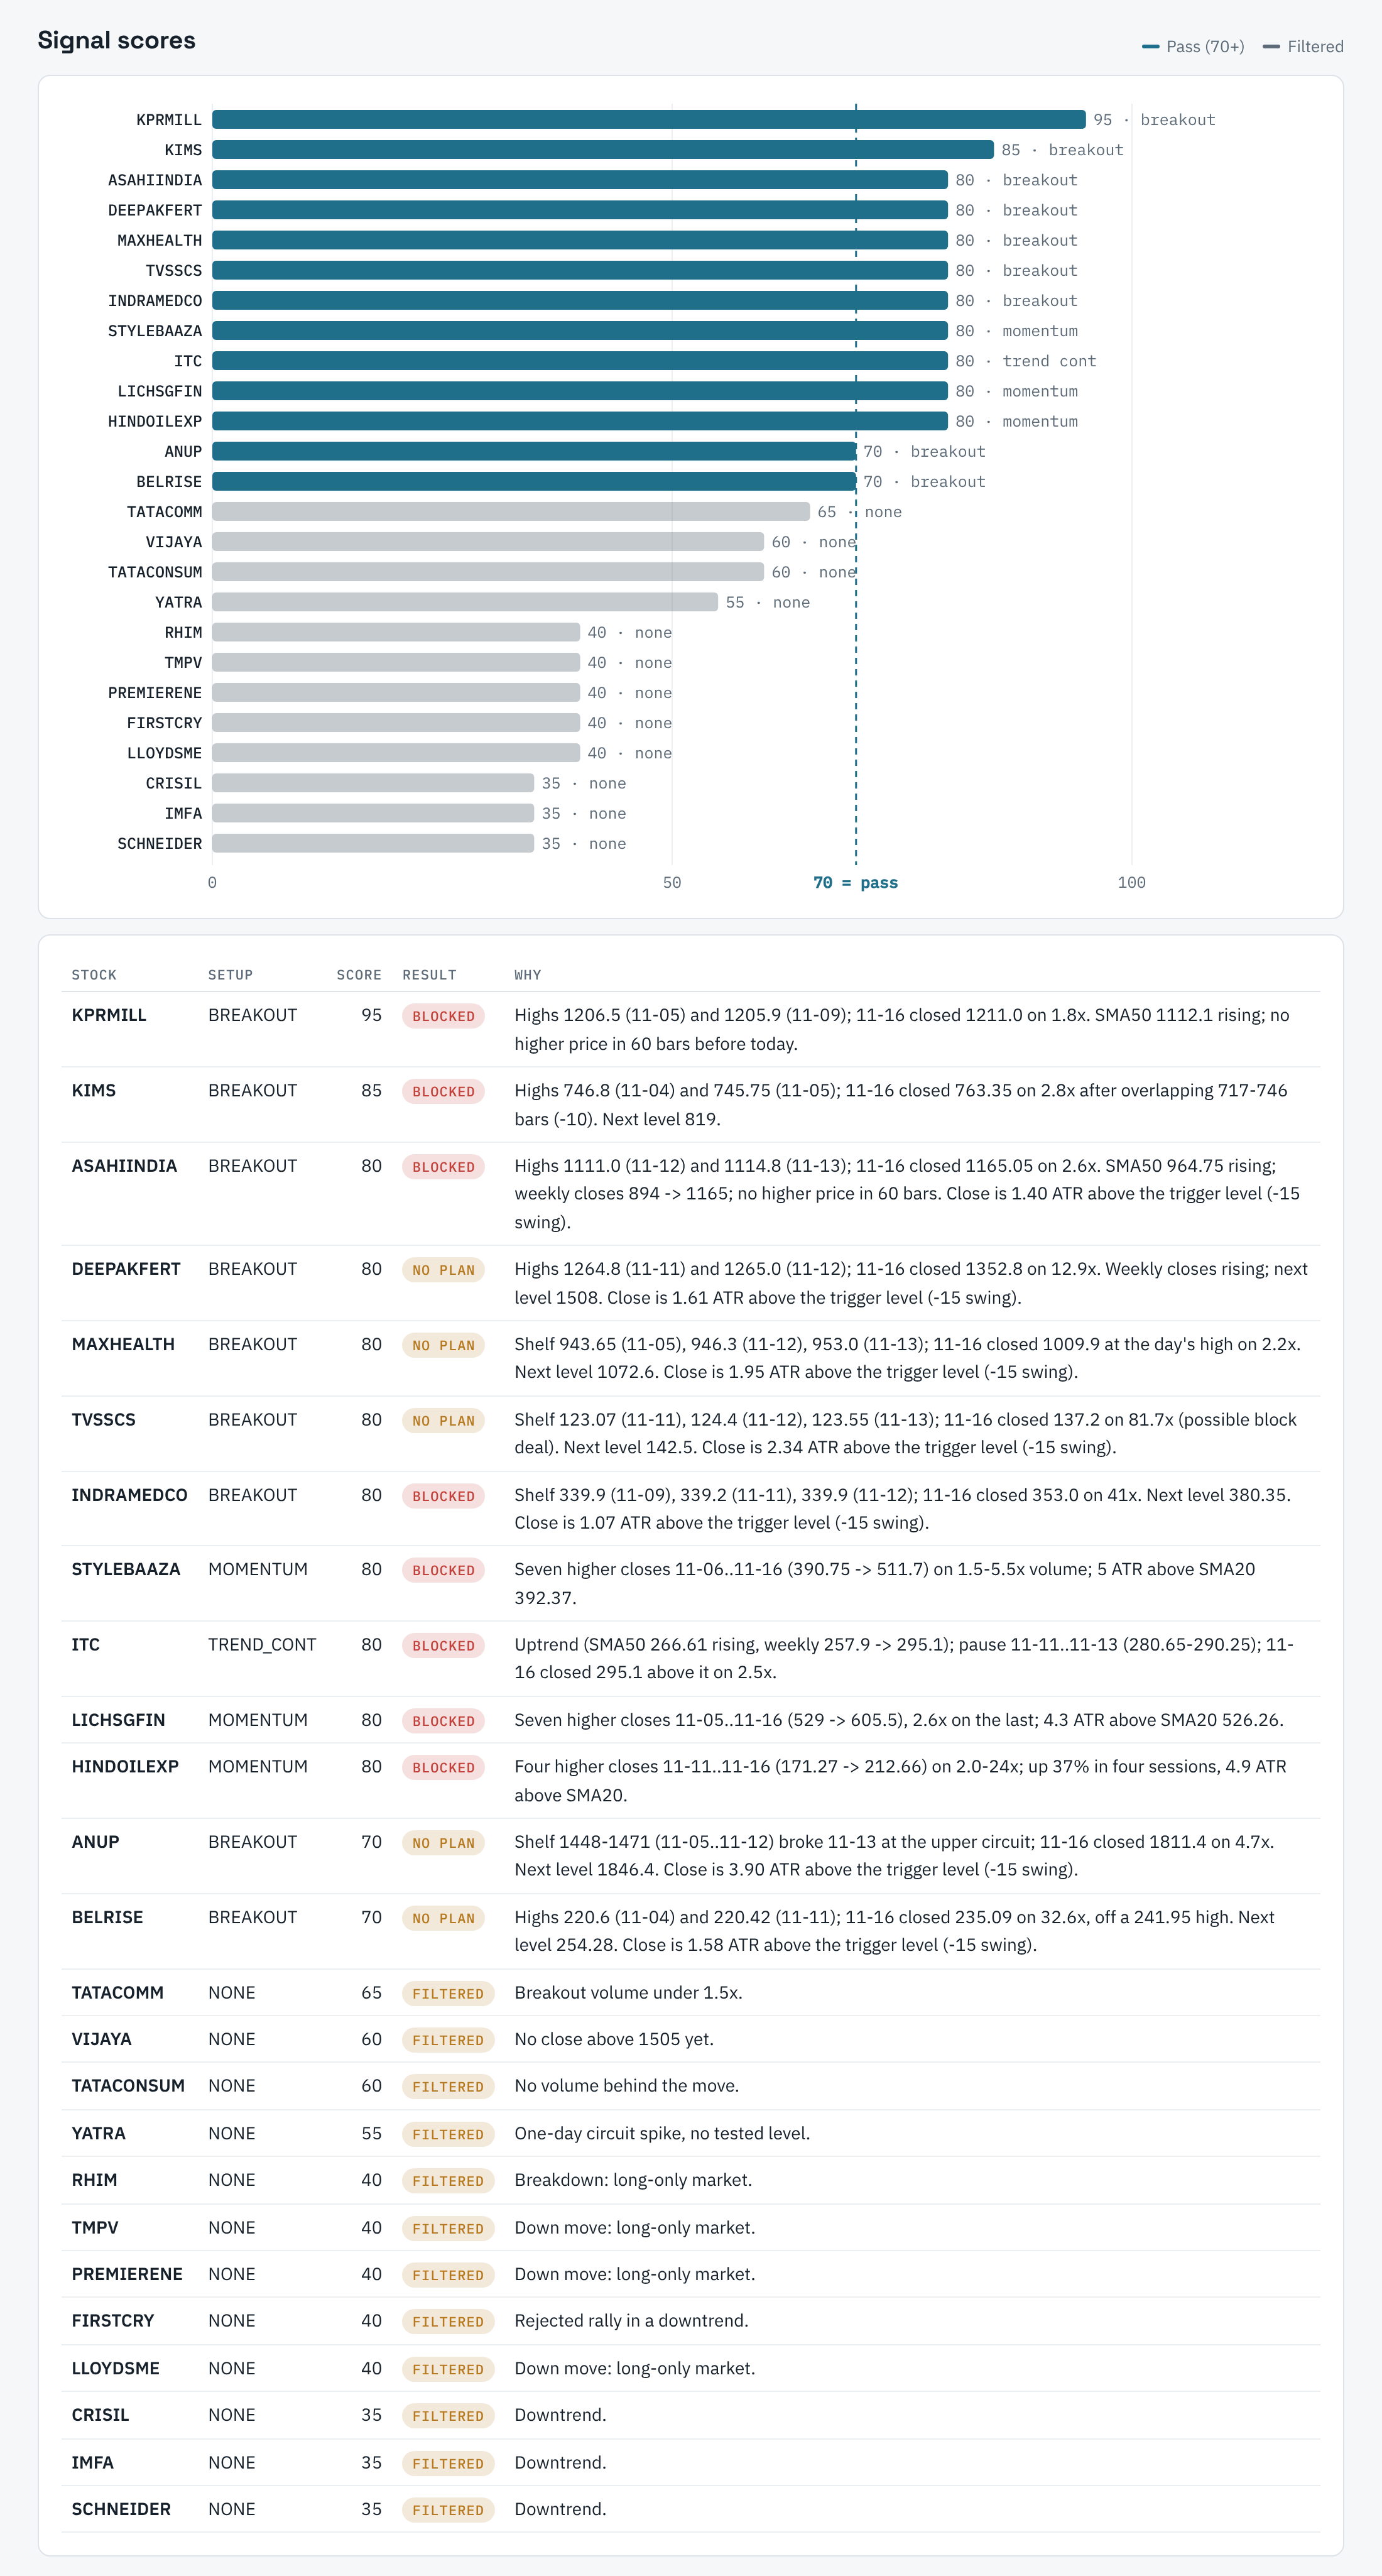 Signal scores
Pass (70+) Filtered
KPRMILL 95 · breakout
KIMS 85 · breakout
ASAHIINDIA 80 · breakout
DEEPAKFERT 80 · breakout
MAXHEALTH 80 · breakout
TVSSCS 80 · breakout
INDRAMEDCO 80 · breakout
STYLEBAAZA 80 · momentum
ITC 80 · trend cont
LICHSGFIN 80 · momentum
HINDOILEXP 80 · momentum
ANUP 70 · breakout
BELRISE 70 · breakout
TATACOMM 65 · none
VIJAYA 60 · none
TATACONSUM 60 · none
YATRA 55 · none
RHIM 40 · none
TMPV 40 · none
PREMIERENE 40 · none
FIRSTCRY 40 · none
LLOYDSME 40 · none
CRISIL 35 · none
IMFA 35 · none
SCHNEIDER 35 · none
0 50 70 = pass 100
STOCK SETUP SCORE RESULT WHY
KPRMILL BREAKOUT 95 BLOCKED Highs 1206.5 (11-05) and 1205.9 (11-09); 11-16 closed 1211.0 on 1.8x. SMA50 1112.1 rising; no
higher price in 60 bars before today.
KIMS BREAKOUT 85 BLOCKED Highs 746.8 (11-04) and 745.75 (11-05); 11-16 closed 763.35 on 2.8x after overlapping 717-746
bars (-10). Next level 819.
ASAHIINDIA BREAKOUT 80 BLOCKED Highs 1111.0 (11-12) and 1114.8 (11-13); 11-16 closed 1165.05 on 2.6x. SMA50 964.75 rising;
weekly closes 894 -> 1165; no higher price in 60 bars. Close is 1.40 ATR above the trigger level (-15
swing).
DEEPAKFERT BREAKOUT 80 NO PLAN Highs 1264.8 (11-11) and 1265.0 (11-12); 11-16 closed 1352.8 on 12.9x. Weekly closes rising; next
level 1508. Close is 1.61 ATR above the trigger level (-15 swing).
MAXHEALTH BREAKOUT 80 NO PLAN Shelf 943.65 (11-05), 946.3 (11-12), 953.0 (11-13); 11-16 closed 1009.9 at the day's high on 2.2x.
Next level 1072.6. Close is 1.95 ATR above the trigger level (-15 swing).
TVSSCS BREAKOUT 80 NO PLAN Shelf 123.07 (11-11), 124.4 (11-12), 123.55 (11-13); 11-16 closed 137.2 on 81.7x (possible block
deal). Next level 142.5. Close is 2.34 ATR above the trigger level (-15 swing).
INDRAMEDCO BREAKOUT 80 BLOCKED Shelf 339.9 (11-09), 339.2 (11-11), 339.9 (11-12); 11-16 closed 353.0 on 41x. Next level 380.35.
Close is 1.07 ATR above the trigger level (-15 swing).
STYLEBAAZA MOMENTUM 80 BLOCKED Seven higher closes 11-06..11-16 (390.75 -> 511.7) on 1.5-5.5x volume; 5 ATR above SMA20
392.37.
ITC TREND_CONT 80 BLOCKED Uptrend (SMA50 266.61 rising, weekly 257.9 -> 295.1); pause 11-11..11-13 (280.65-290.25); 11-
16 closed 295.1 above it on 2.5x.
LICHSGFIN MOMENTUM 80 BLOCKED Seven higher closes 11-05..11-16 (529 -> 605.5), 2.6x on the last; 4.3 ATR above SMA20 526.26.
HINDOILEXP MOMENTUM 80 BLOCKED Four higher closes 11-11..11-16 (171.27 -> 212.66) on 2.0-24x; up 37% in four sessions, 4.9 ATR
above SMA20.
ANUP BREAKOUT 70 NO PLAN Shelf 1448-1471 (11-05..11-12) broke 11-13 at the upper circuit; 11-16 closed 1811.4 on 4.7x.
Next level 1846.4. Close is 3.90 ATR above the trigger level (-15 swing).
BELRISE BREAKOUT 70 NO PLAN Highs 220.6 (11-04) and 220.42 (11-11); 11-16 closed 235.09 on 32.6x, off a 241.95 high. Next
level 254.28. Close is 1.58 ATR above the trigger level (-15 swing).
TATACOMM NONE 65 FILTERED Breakout volume under 1.5x.
VIJAYA NONE 60 FILTERED No close above 1505 yet.
TATACONSUM NONE 60 FILTERED No volume behind the move.
YATRA NONE 55 FILTERED One-day circuit spike, no tested level.
RHIM NONE 40 FILTERED Breakdown: long-only market.
TMPV NONE 40 FILTERED Down move: long-only market.
PREMIERENE NONE 40 FILTERED Down move: long-only market.
FIRSTCRY NONE 40 FILTERED Rejected rally in a downtrend.
LLOYDSME NONE 40 FILTERED Down move: long-only market.
CRISIL NONE 35 FILTERED Downtrend.
IMFA NONE 35 FILTERED Downtrend.
SCHNEIDER NONE 35 FILTERED Downtrend.